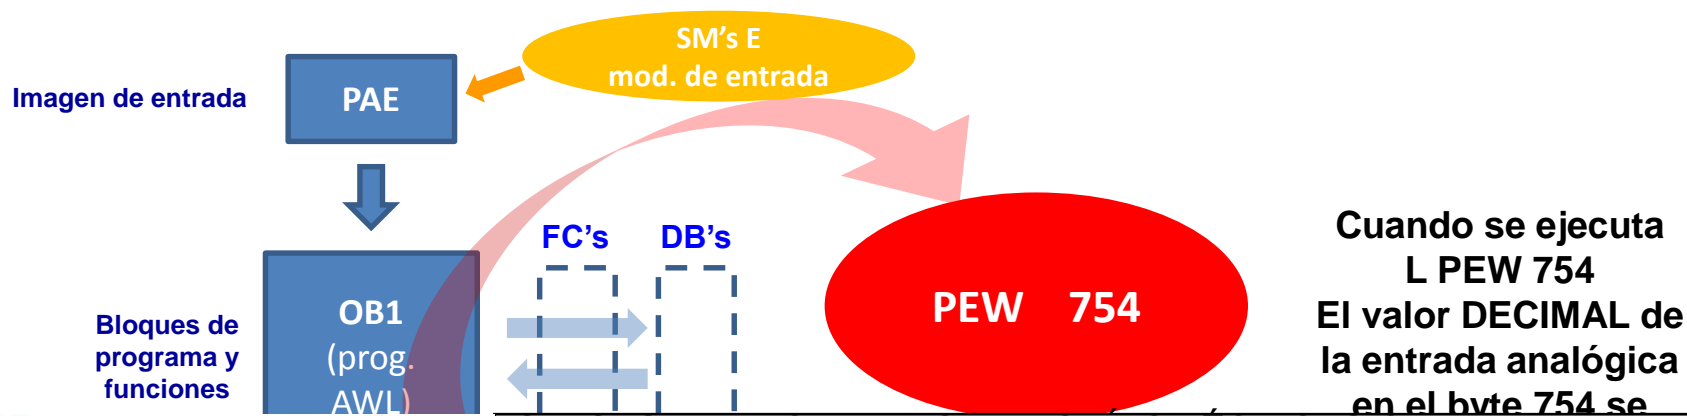 SM's E
mod. de entrada
Imagen de entrada
PAE
FC's
DB's
Bloques de
programa y
funciones
OB1
(prog.
AWL)
PEW 754
Cuando se ejecuta
L PEW 754
El valor DECIMAL de
la entrada analógica
en el byte 754 se